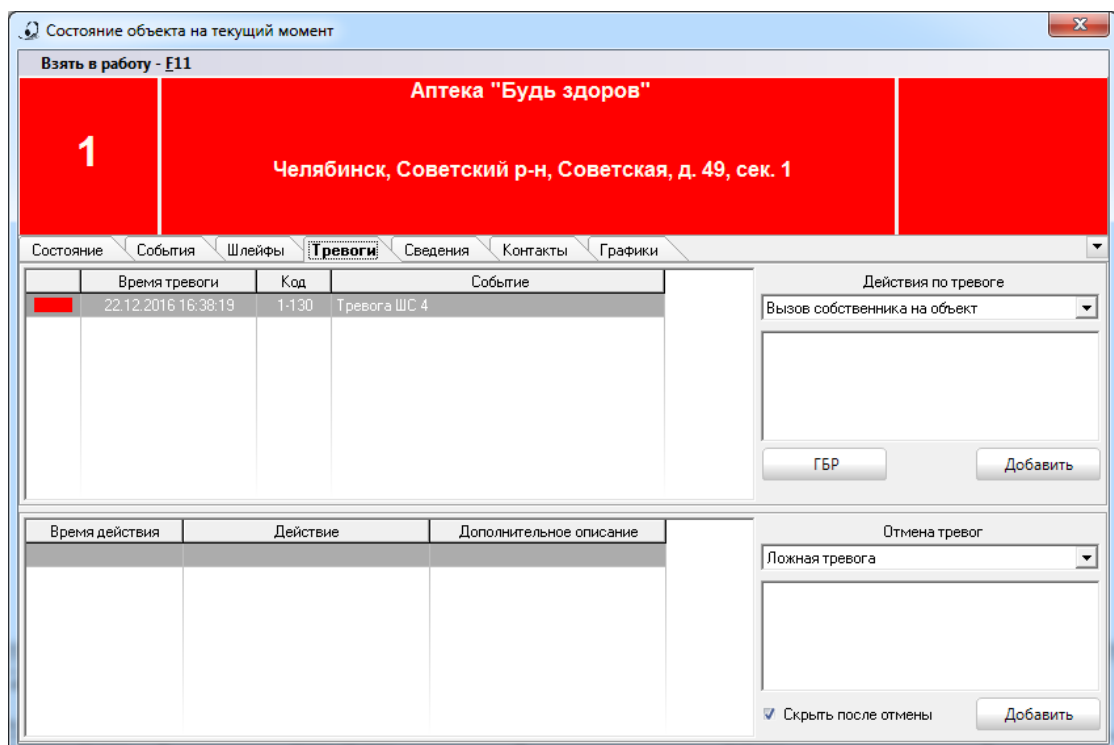 Состояние объекта на текущий момент
Взять в работу - F11
1
Аптека "Будь здоров"
Челябинск, Советский р-н, Советская, д. 49, сек. 1
Состояние События Шлейфы Тревоги Сведения Контакты Графики
Время тревоги Код Событие
22.12.2016 16:38:19 1-130 Тревога ШС 4
Действия по тревоге
Вызов собственника на объект
ГБР Добавить
Время действия Действие Дополнительное описание
Отмена тревог
Ложная тревога
Скрыть после отмены Добавить